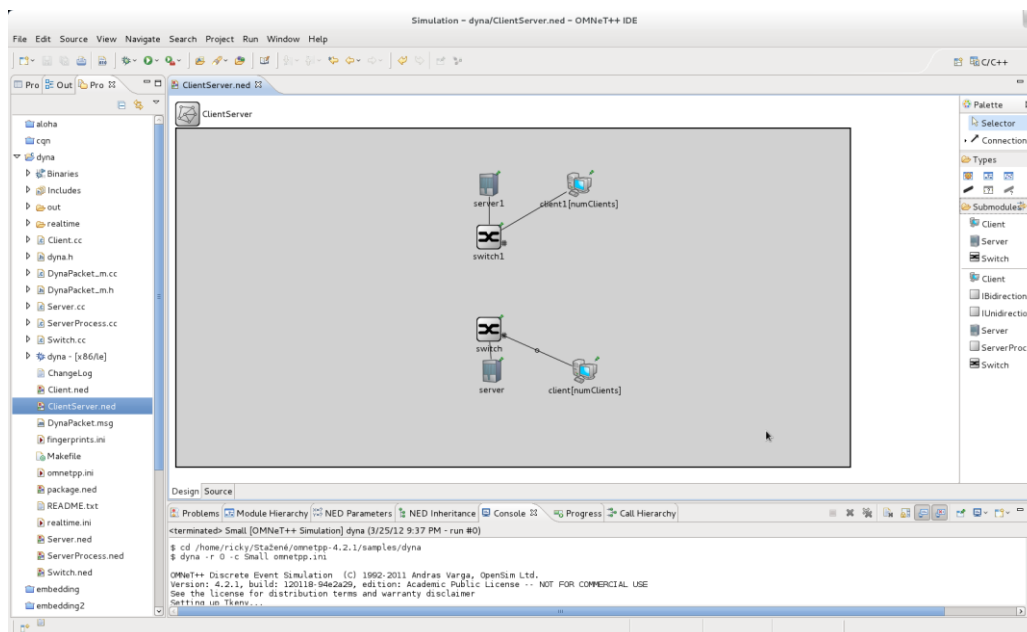 Simulation - dyna/ClientServer.ned - OMNeT++ IDE
File Edit Source View Navigate Search Project Run Window Help
C/C++
Pro Out Pro
ClientServer.ned
aloha
cqn
dyna
Binaries
Includes
out
realtime
Client.cc
dyna.h
DynaPacket_m.cc
DynaPacket_m.h
Server.cc
ServerProcess.cc
Switch.cc
dyna - [x86/le]
ChangeLog
Client.ned
ClientServer.ned
DynaPacket.msg
fingerprints.ini
Makefile
omnetpp.ini
package.ned
README.txt
realtime.ini
Server.ned
ServerProcess.ned
Switch.ned
embedding
embedding2
ClientServer
server1
client1[numClients]
switch1
switch
server
client[numClients]
Design Source
Palette
Selector
Connection
Types
Submodules
Client
Server
Switch
Client
IBidirection
IUnidirectio
Server
ServerProc
Switch
Problems Module Hierarchy NED Parameters NED Inheritance Console Progress Call Hierarchy
<terminated> Small [OMNeT++ Simulation] dyna (3/25/12 9:37 PM - run #0)
$ cd /home/ricky/Stažené/omnetpp-4.2.1/samples/dyna
$ dyna -r 0 -c Small omnetpp.ini
OMNeT++ Discrete Event Simulation (C) 1992-2011 Andras Varga, OpenSim Ltd.
Version: 4.2.1, build: 120118-94e2a29, edition: Academic Public License -- NOT FOR COMMERCIAL USE
See the license for distribution terms and warranty disclaimer
Setting up Tkenv...